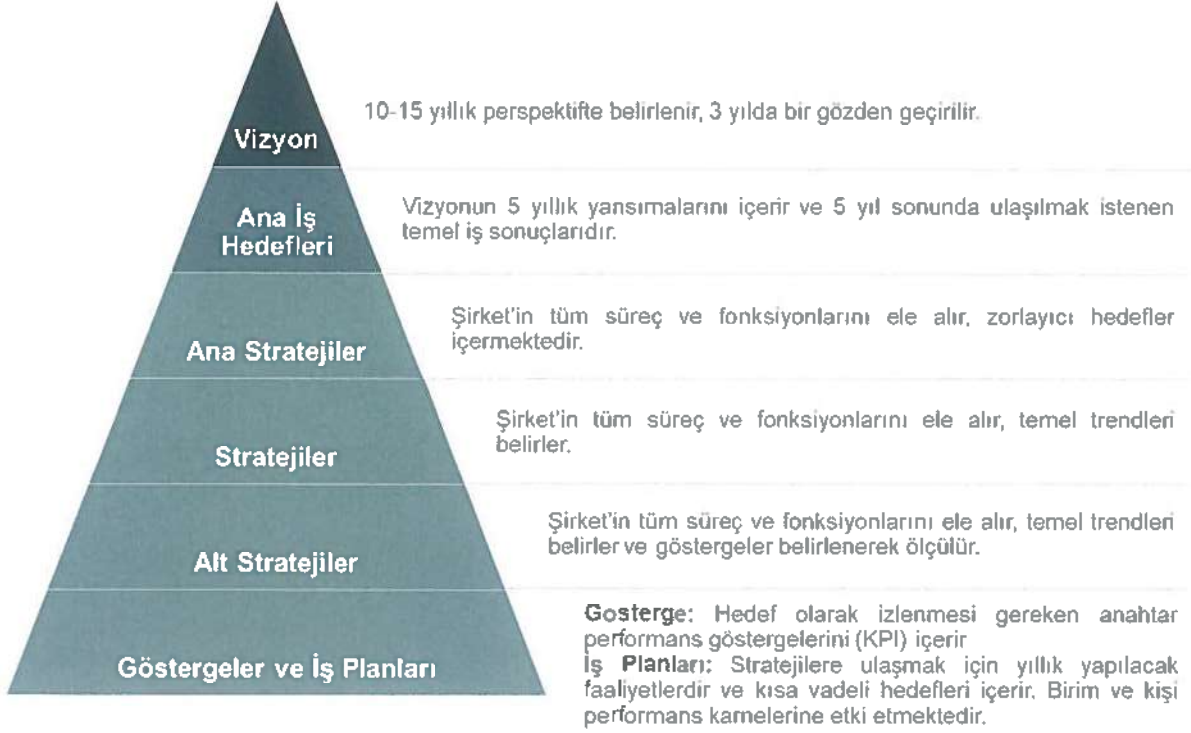 Vizyon
10-15 yıllık perspektifte belirlenir, 3 yılda bir gözden geçirilir.
Ana İş
Hedefleri
Vizyonun 5 yıllık yansımalarını içerir ve 5 yıl sonunda ulaşılmak istenen
temel iş sonuçlarıdır.
Ana Stratejiler
Şirket'in tüm süreç ve fonksiyonlarını ele alır, zorlayıcı hedefler
içermektedir.
Stratejiler
Şirket'in tüm süreç ve fonksiyonlarını ele alır, temel trendleri
belirler.
Alt Stratejiler
Şirket'in tüm süreç ve fonksiyonlarını ele alır, temel trendleri
belirler ve göstergeler belirlenerek ölçülür.
Göstergeler ve İş Planları
Gosterge: Hedef olarak izlenmesi gereken anahtar
performans göstergelerini (KPI) içerir
İş Planları: Stratejilere ulaşmak için yıllık yapılacak
faaliyetlerdir ve kısa vadeli hedefleri içerir. Birim ve kişi
performans karnelerine etki etmektedir.